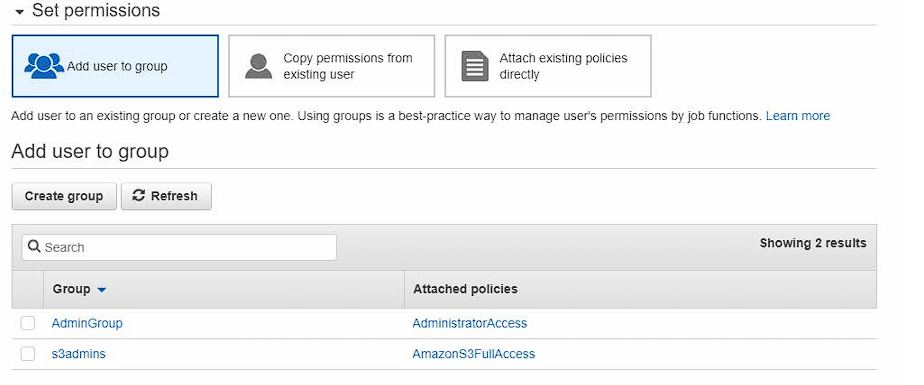 Set permissions
Add user to group
Copy permissions from
existing user
Attach existing policies
directly
Add user to an existing group or create a new one. Using groups is a best-practice way to manage user's permissions by job functions. Learn more
Add user to group
Create group Refresh
Search Showing 2 results
Group Attached policies
AdminGroup AdministratorAccess
s3admins AmazonS3FullAccess